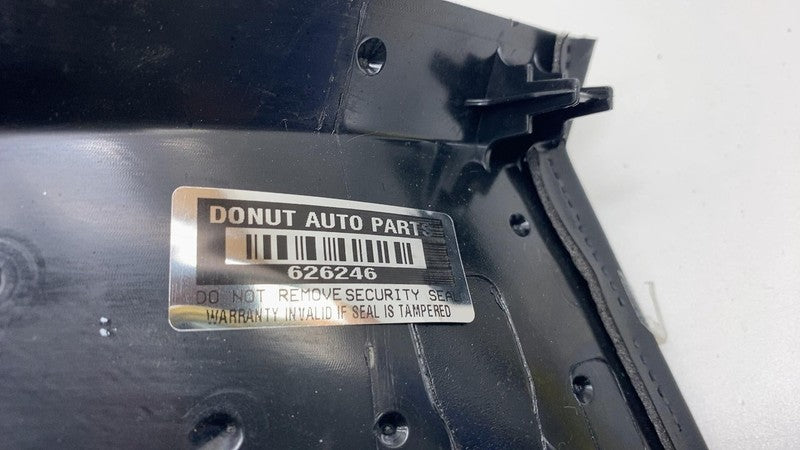 DONUT AUTO PARTS
626246
DO NOT REMOVE SECURITY SEAL
WARRANTY INVALID IF SEAL IS TAMPERED